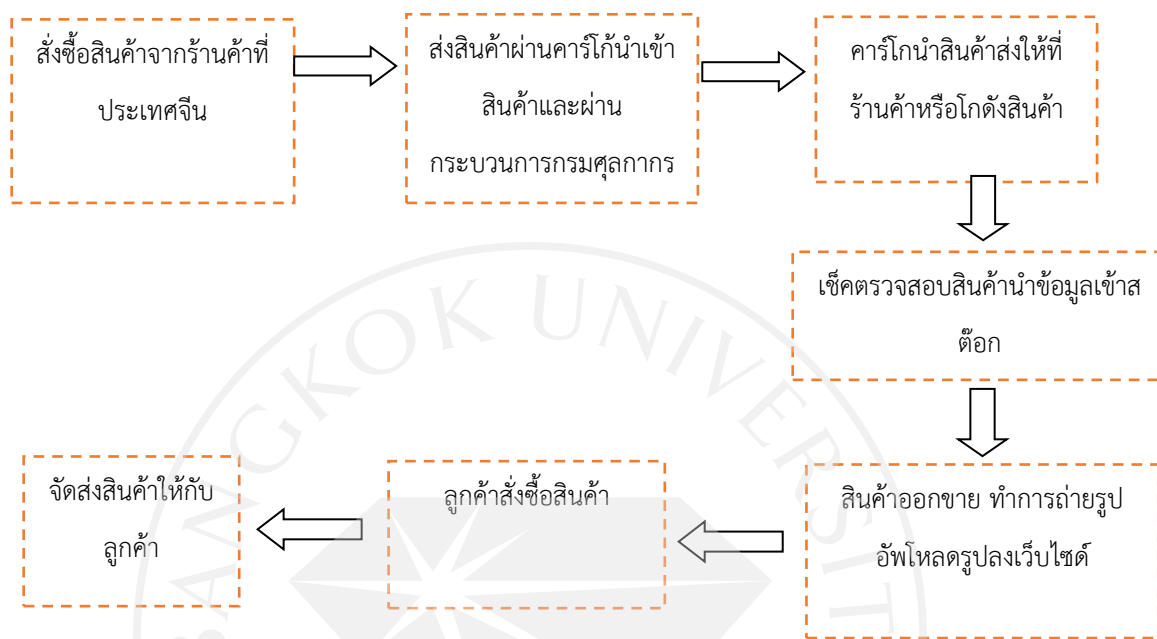 สั่งซื้อสินค้าจากร้านค้าที่
ประเทศจีน
ส่งสินค้าผ่านคาร์โก้นำเข้า
สินค้าและผ่าน
กระบวนการกรมศุลกากร
คาร์โกนำสินค้าส่งให้ที่
ร้านค้าหรือโกดังสินค้า
เช็คตรวจสอบสินค้านำข้อมูลเข้าส
ต๊อก
สินค้าออกขาย ทำการถ่ายรูป
อัพโหลดรูปลงเว็บไซด์
ลูกค้าสั่งซื้อสินค้า
จัดส่งสินค้าให้กับ
ลูกค้า
BANGKOK UNIVERSIT